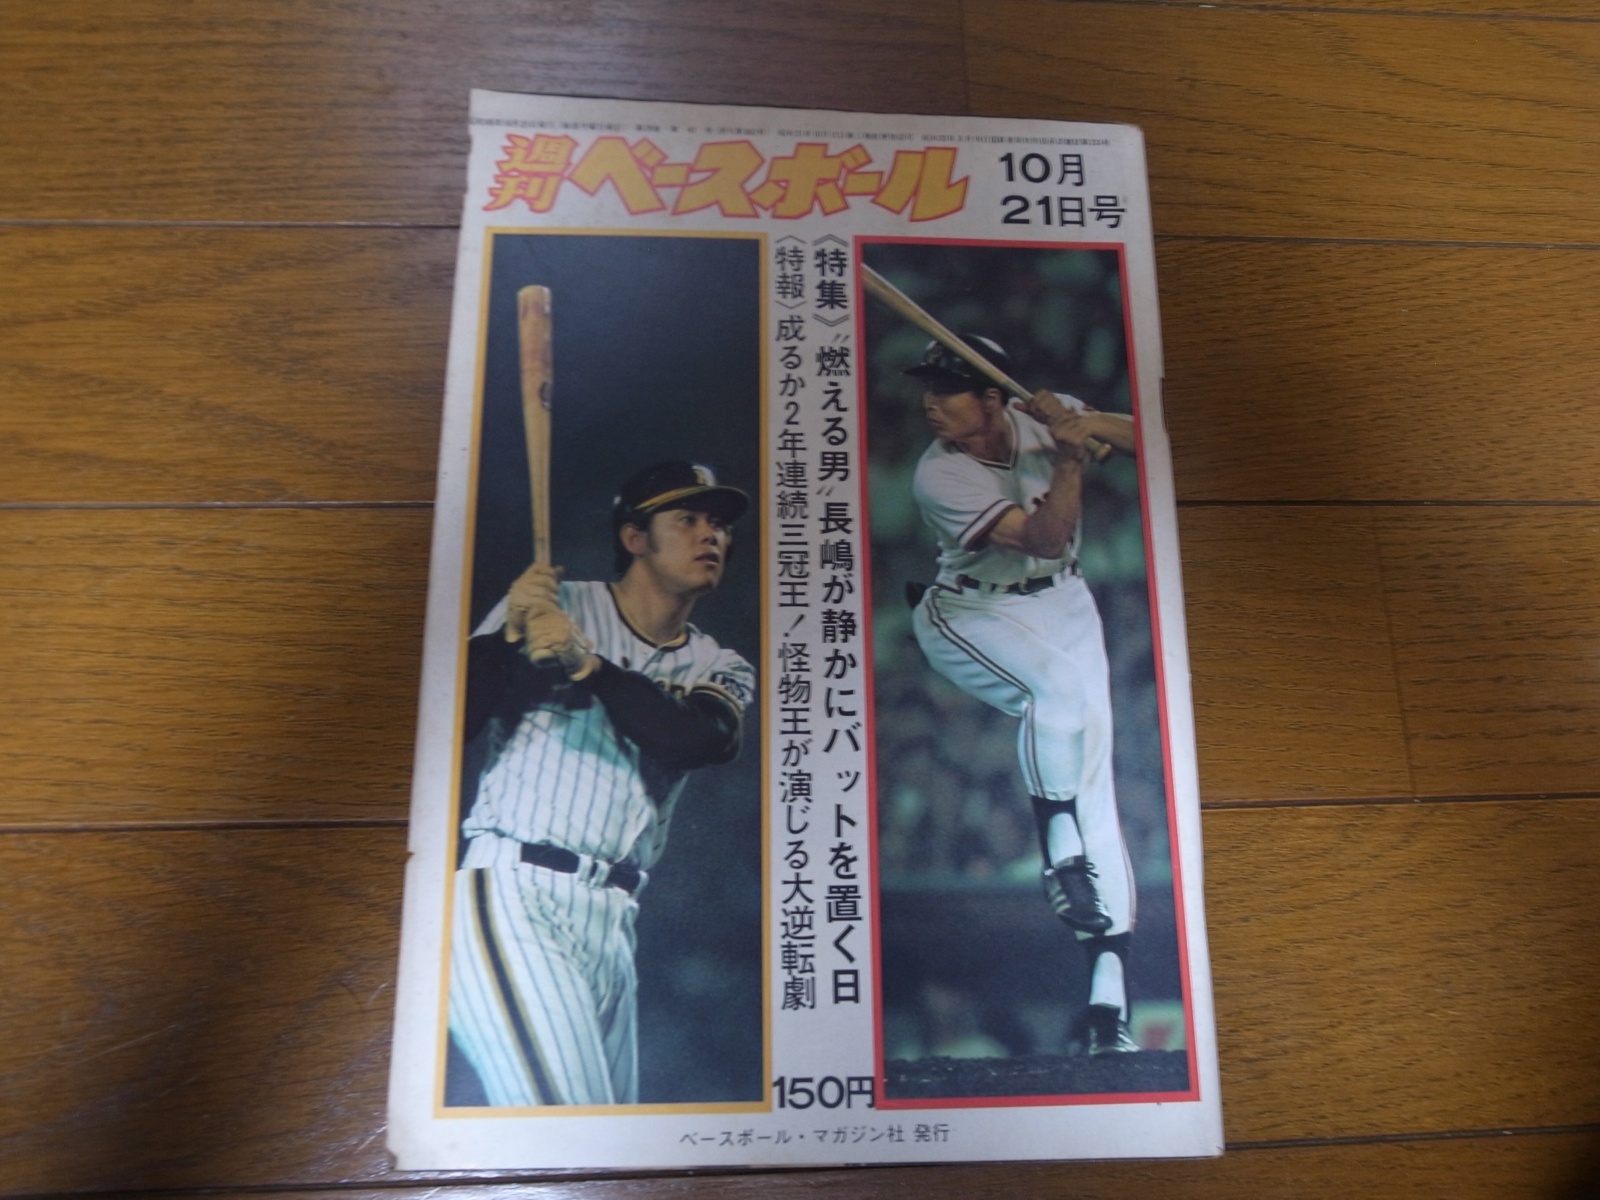 週刊ベースボール
10月
21日号
《特集》〝燃える男〟長嶋が静かにバットを置く日
〈特報〉成るか2年連続三冠王！怪物王が演じる大逆転劇
150円
ベースボール・マガジン社 発行